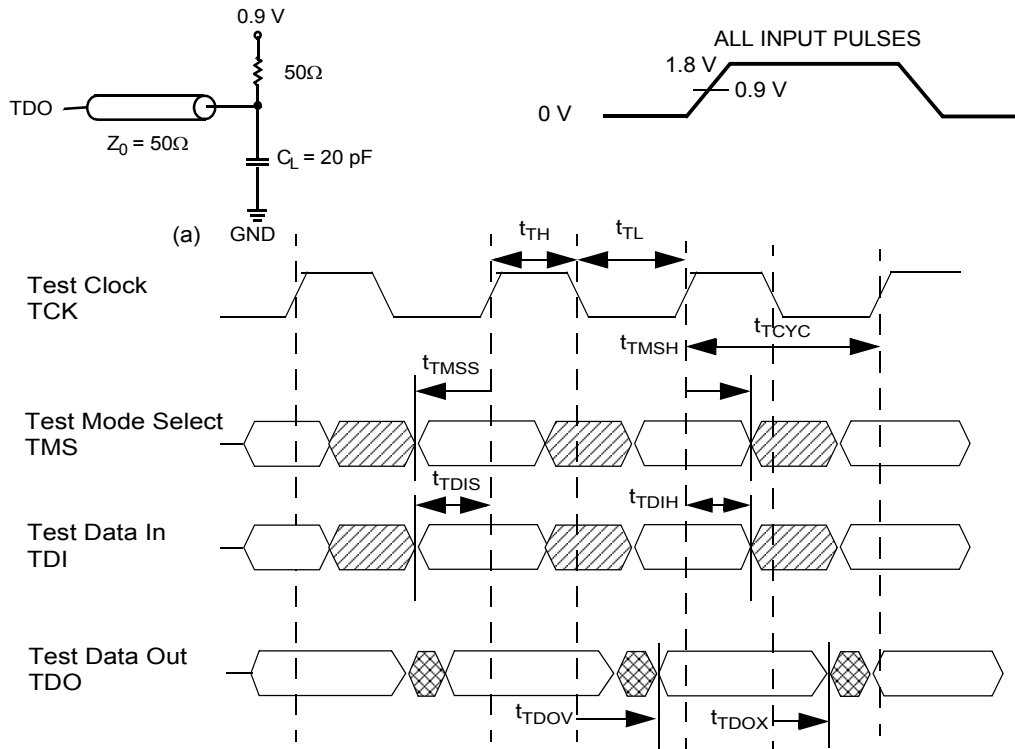 0.9 V
50Ω
TDO
Z0 = 50Ω
CL = 20 pF
(a)
GND
ALL INPUT PULSES
1.8 V
0.9 V
0 V
tTH
tTL
Test Clock
TCK
tTMSH
tTCYC
tTMSS
Test Mode Select
TMS
tTDIS
tTDIH
Test Data In
TDI
Test Data Out
TDO
tTDOV
tTDOX